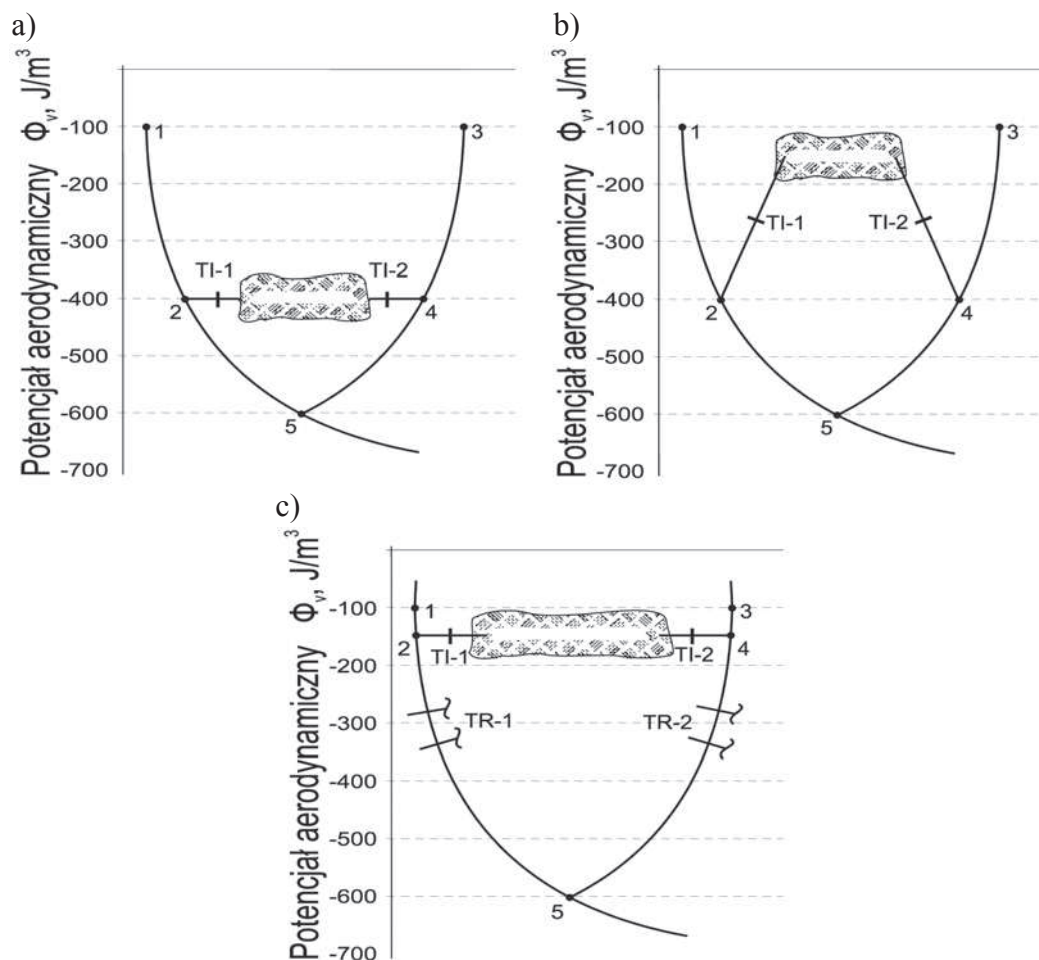 a)
Potencjał aerodynamiczny Φᵥ, J/m³
-100
-200
-300
-400
-500
-600
-700
1
3
TI-1
TI-2
2
4
5
b)
Potencjał aerodynamiczny Φᵥ, J/m³
-100
-200
-300
-400
-500
-600
-700
1
3
TI-1
TI-2
2
4
5
c)
Potencjał aerodynamiczny Φᵥ, J/m³
-100
-200
-300
-400
-500
-600
-700
1
3
2
TI-1
TI-2
4
TR-1
TR-2
5